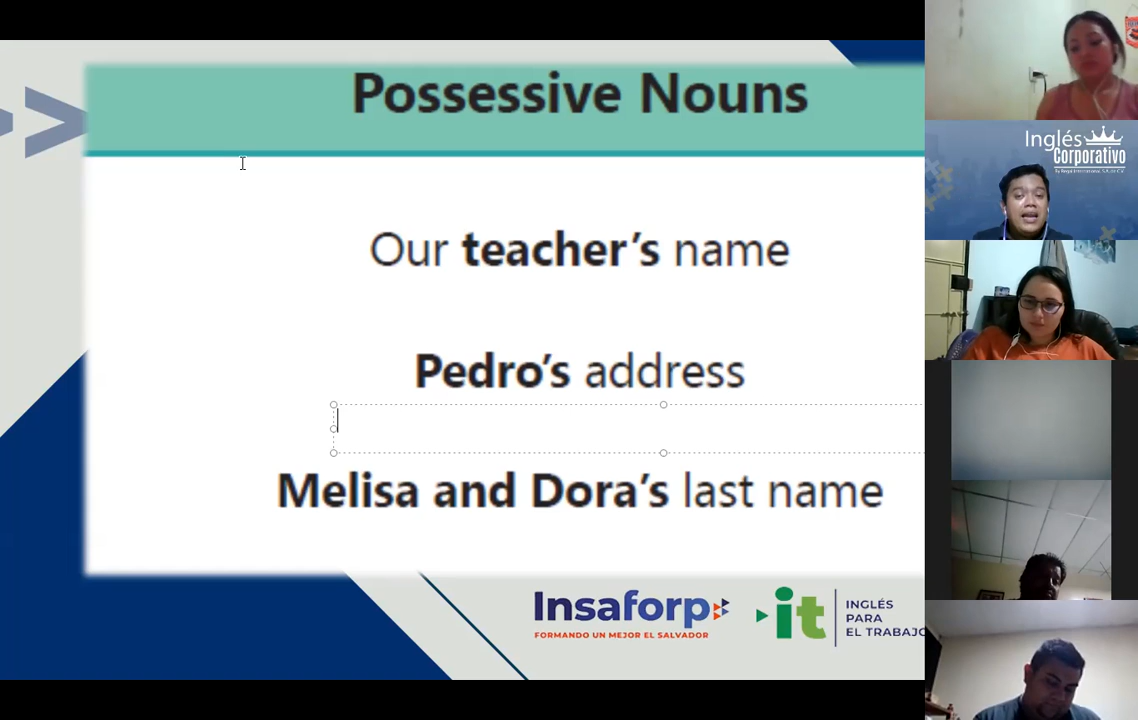 Possessive Nouns
Our teacher's name
Pedro's address
Melisa and Dora's last name
Insaforp
FORMANDO UN MEJOR EL SALVADOR
it
INGLÉS
PARA
EL TRABAJO
Inglés
Corporativo